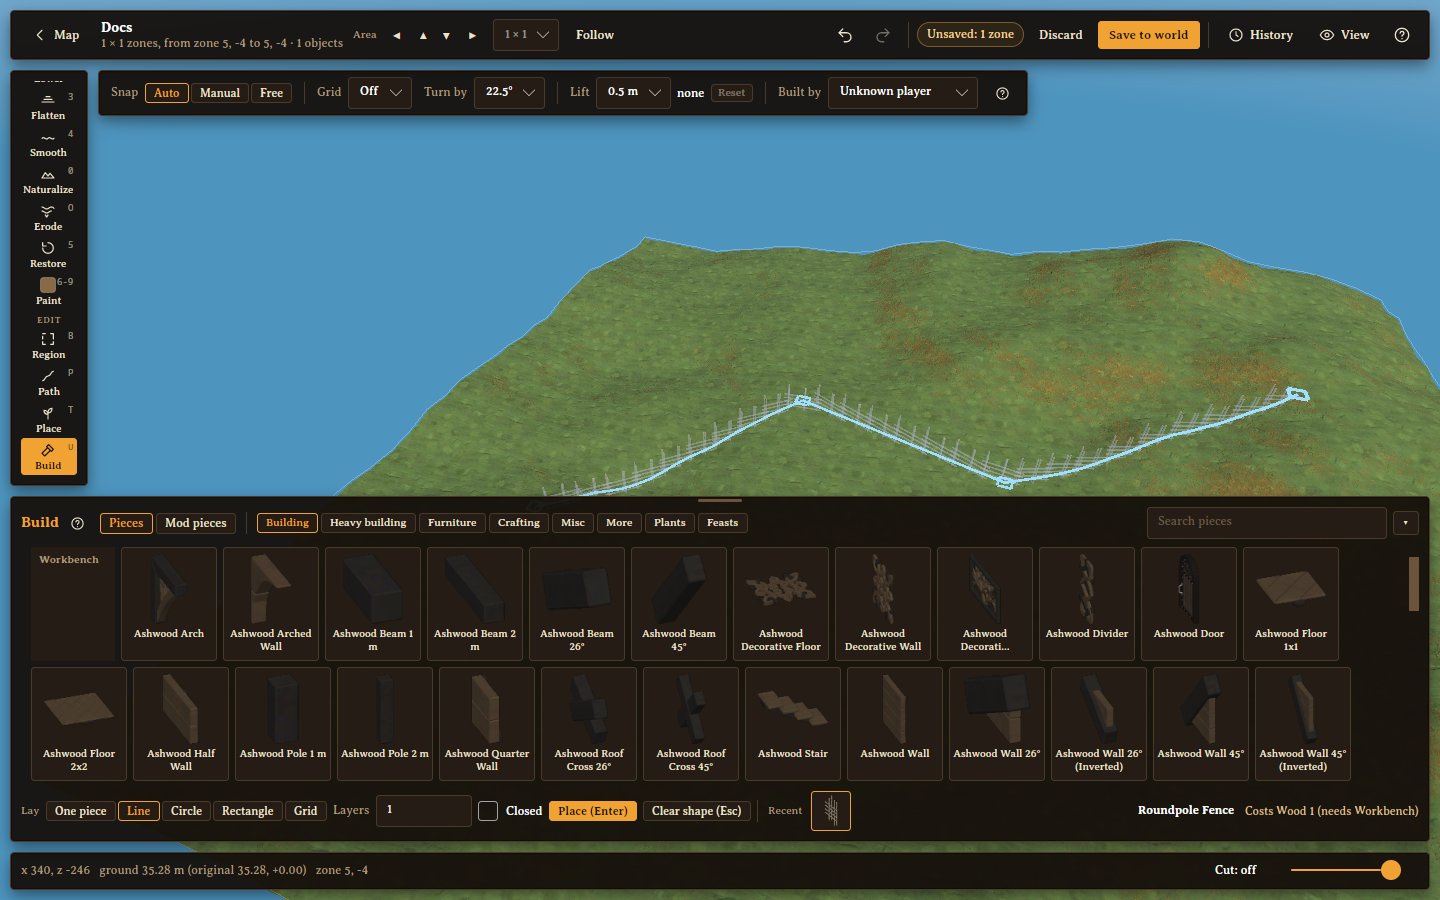 Map
Docs
1 × 1 zones, from zone 5, -4 to 5, -4 · 1 objects
Area
1 × 1
Follow
Unsaved: 1 zone
Discard
Save to world
History
View
Snap
Auto
Manual
Free
Grid
Off
Turn by
22.5°
Lift
0.5 m
none
Reset
Built by
Unknown player
3
Flatten
4
Smooth
0
Naturalize
O
Erode
5
Restore
6-9
Paint
EDIT
B
Region
P
Path
T
Place
U
Build
Build
Pieces
Mod pieces
Building
Heavy building
Furniture
Crafting
Misc
More
Plants
Feasts
Search pieces
Workbench
Ashwood Arch
Ashwood Arched
Wall
Ashwood Beam 1
m
Ashwood Beam 2
m
Ashwood Beam
26°
Ashwood Beam
45°
Ashwood
Decorative Floor
Ashwood
Decorative Wall
Ashwood
Decorati...
Ashwood Divider
Ashwood Door
Ashwood Floor
1x1
Ashwood Floor
2x2
Ashwood Half
Wall
Ashwood Pole 1 m
Ashwood Pole 2 m
Ashwood Quarter
Wall
Ashwood Roof
Cross 26°
Ashwood Roof
Cross 45°
Ashwood Stair
Ashwood Wall
Ashwood Wall 26°
Ashwood Wall 26°
(Inverted)
Ashwood Wall 45°
Ashwood Wall 45°
(Inverted)
Lay
One piece
Line
Circle
Rectangle
Grid
Layers
1
Closed
Place (Enter)
Clear shape (Esc)
Recent
Roundpole Fence
Costs Wood 1 (needs Workbench)
x 340, z -246 ground 35.28 m (original 35.28, +0.00) zone 5, -4
Cut: off